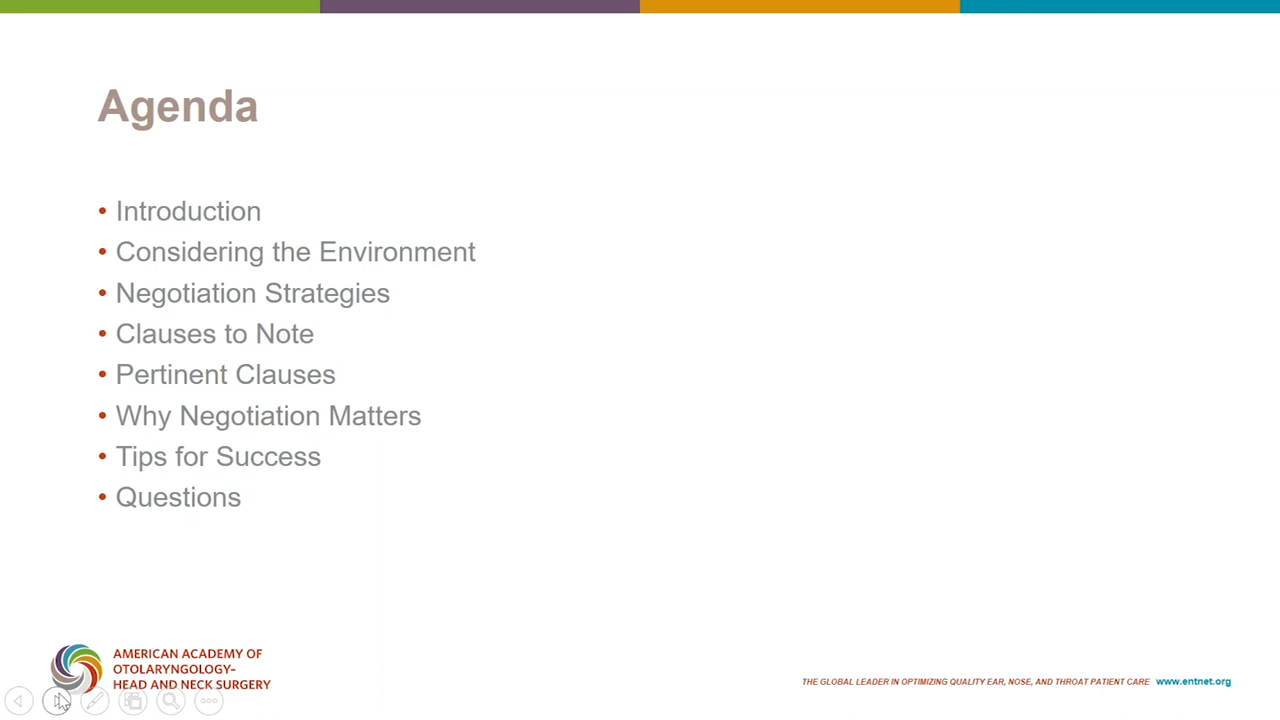 Agenda
• Introduction
• Considering the Environment
• Negotiation Strategies
• Clauses to Note
• Pertinent Clauses
• Why Negotiation Matters
• Tips for Success
• Questions
AMERICAN ACADEMY OF
OTOLARYNGOLOGY–
HEAD AND NECK SURGERY
THE GLOBAL LEADER IN OPTIMIZING QUALITY EAR, NOSE, AND THROAT PATIENT CARE www.entnet.org